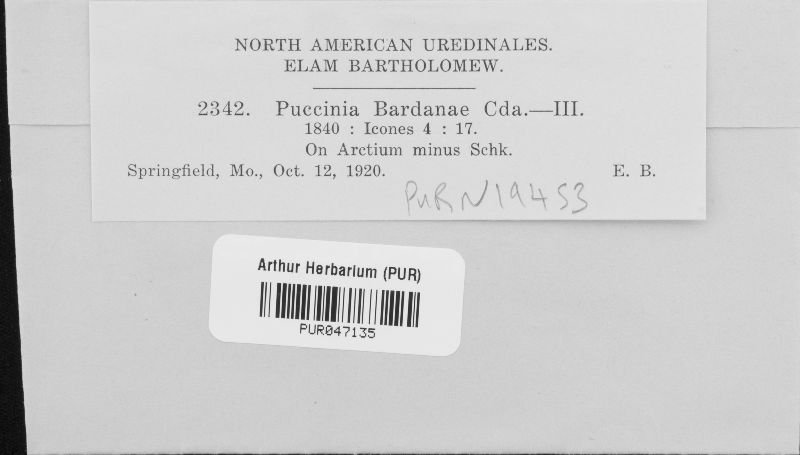 NORTH AMERICAN UREDINALES.
ELAM BARTHOLOMEW.
2342. Puccinia Bardanae Cda.—III.
1840 : Icones 4 : 17.
On Arctium minus Schk.
Springfield, Mo., Oct. 12, 1920. E. B.
PUR N19453
Arthur Herbarium (PUR)
PUR047135